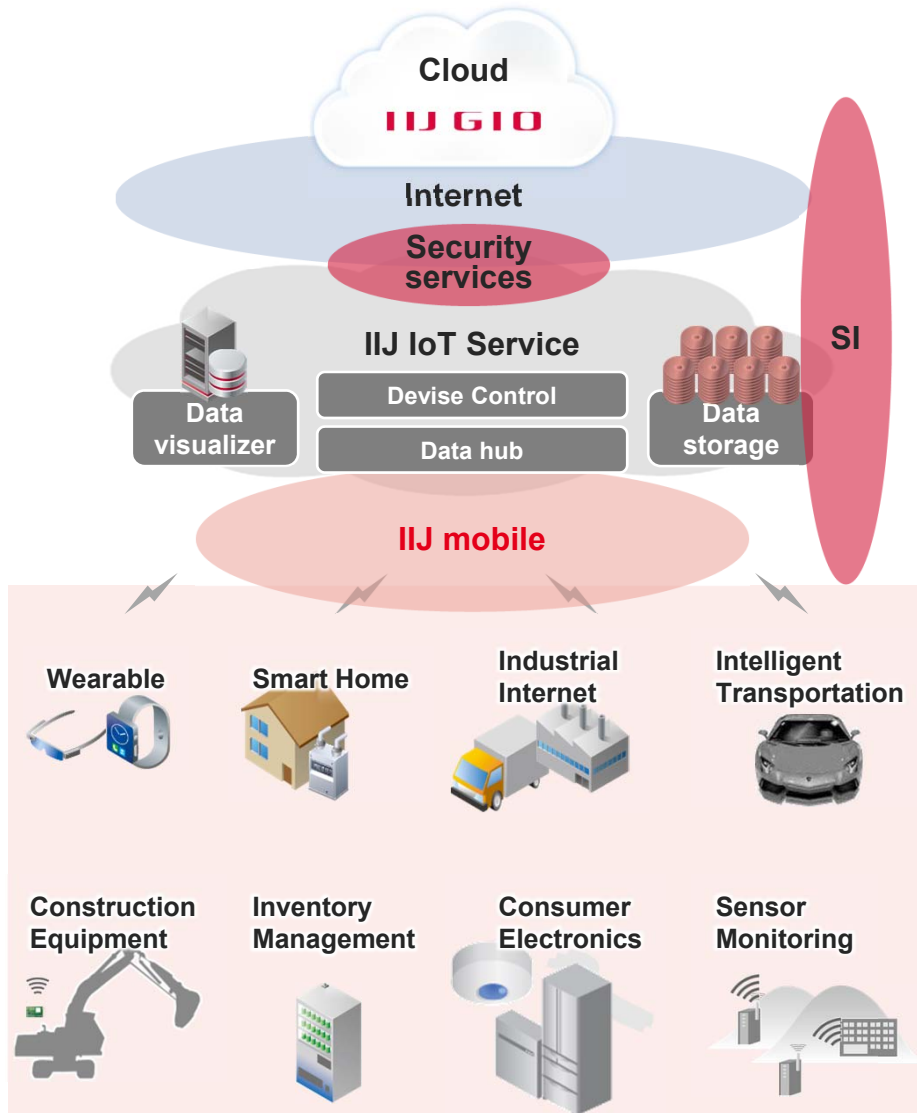 Cloud
IIJ GIO
Internet
Security
services
SI
IIJ IoT Service
Devise Control
Data hub
Data
visualizer
Data
storage
IIJ mobile
Wearable
Smart Home
Industrial
Internet
Intelligent
Transportation
Construction
Equipment
Inventory
Management
Consumer
Electronics
Sensor
Monitoring